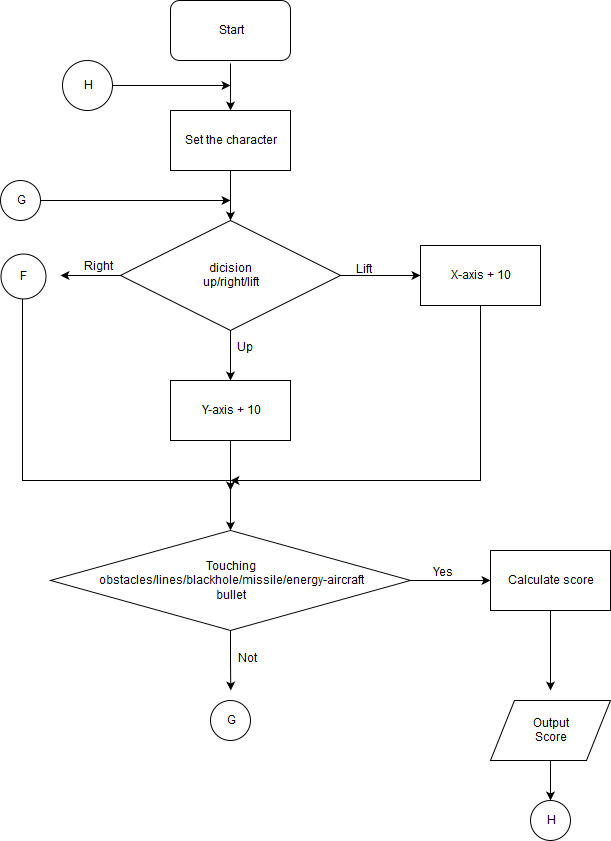 Start
H
Set the character
G
dicision
up/right/lift
Right
F
Lift
X-axis + 10
Up
Y-axis + 10
Touching
obstacles/lines/blackhole/missile/energy-aircraft
bullet
Yes
Calculate score
Not
G
Output
Score
H